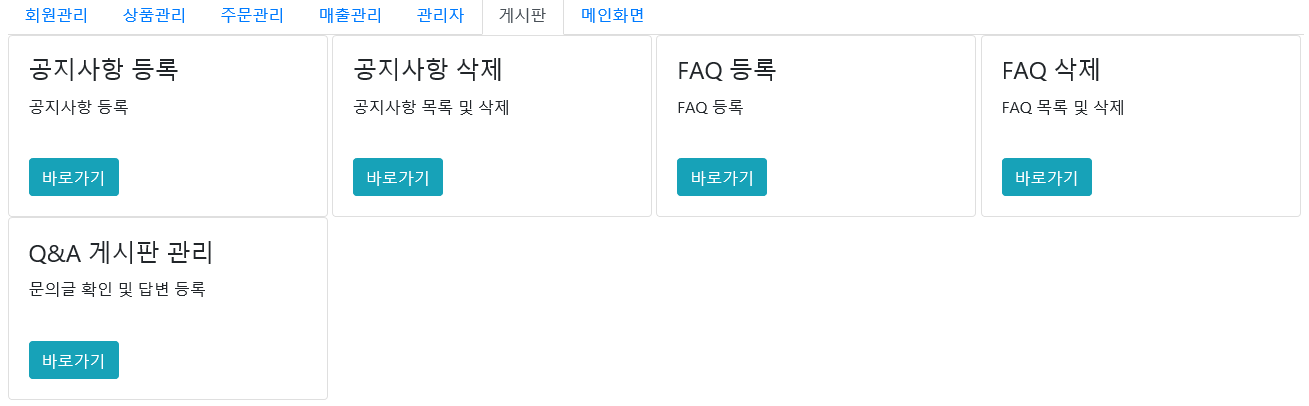 회원관리 상품관리 주문관리 매출관리 관리자 게시판 메인화면
공지사항 등록
공지사항 등록
바로가기
공지사항 삭제
공지사항 목록 및 삭제
바로가기
FAQ 등록
FAQ 등록
바로가기
FAQ 삭제
FAQ 목록 및 삭제
바로가기
Q&A 게시판 관리
문의글 확인 및 답변 등록
바로가기